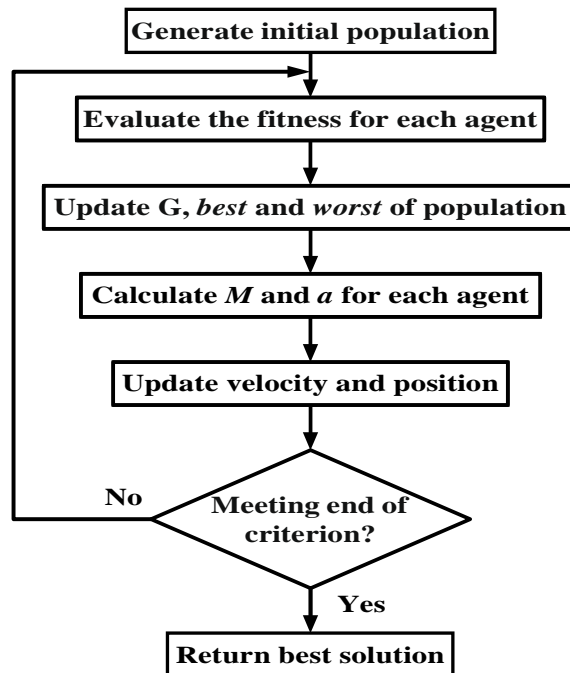 Generate initial population
Evaluate the fitness for each agent
Update G, best and worst of population
Calculate M and a for each agent
Update velocity and position
No
Meeting end of
criterion?
Yes
Return best solution